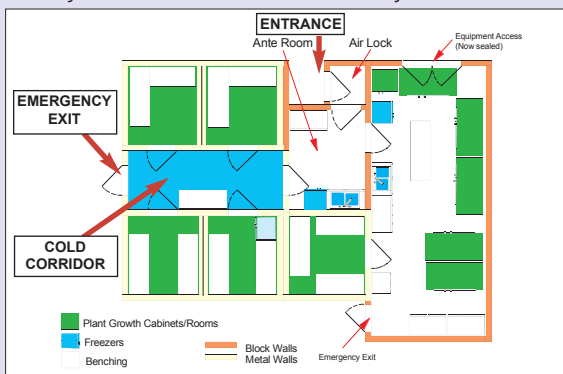 ENTRANCE
Ante Room
Air Lock
Equipment Access
(Now sealed)
EMERGENCY
EXIT
COLD
CORRIDOR
Plant Growth Cabinets/Rooms
Freezers
Benching
Block Walls
Metal Walls
Emergency Exit